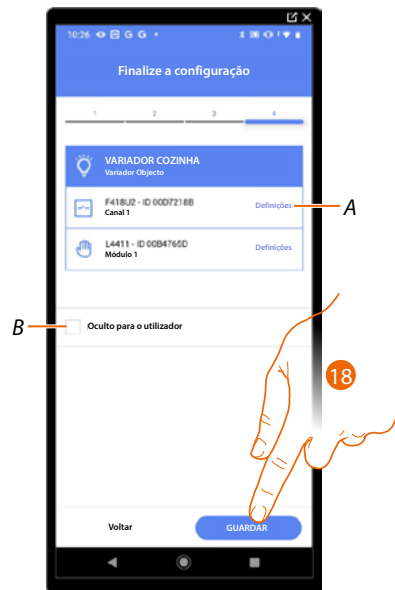 10:26 G G
Finalize a configuração
1 2 3 4
VARIADOR COZINHA
Variador Objecto
F418U2 - ID 00D7218B Definições
Canal 1
A
L4411 - ID 00B4765D Definições
Módulo 1
B
Oculto para o utilizador
18
Voltar GUARDAR